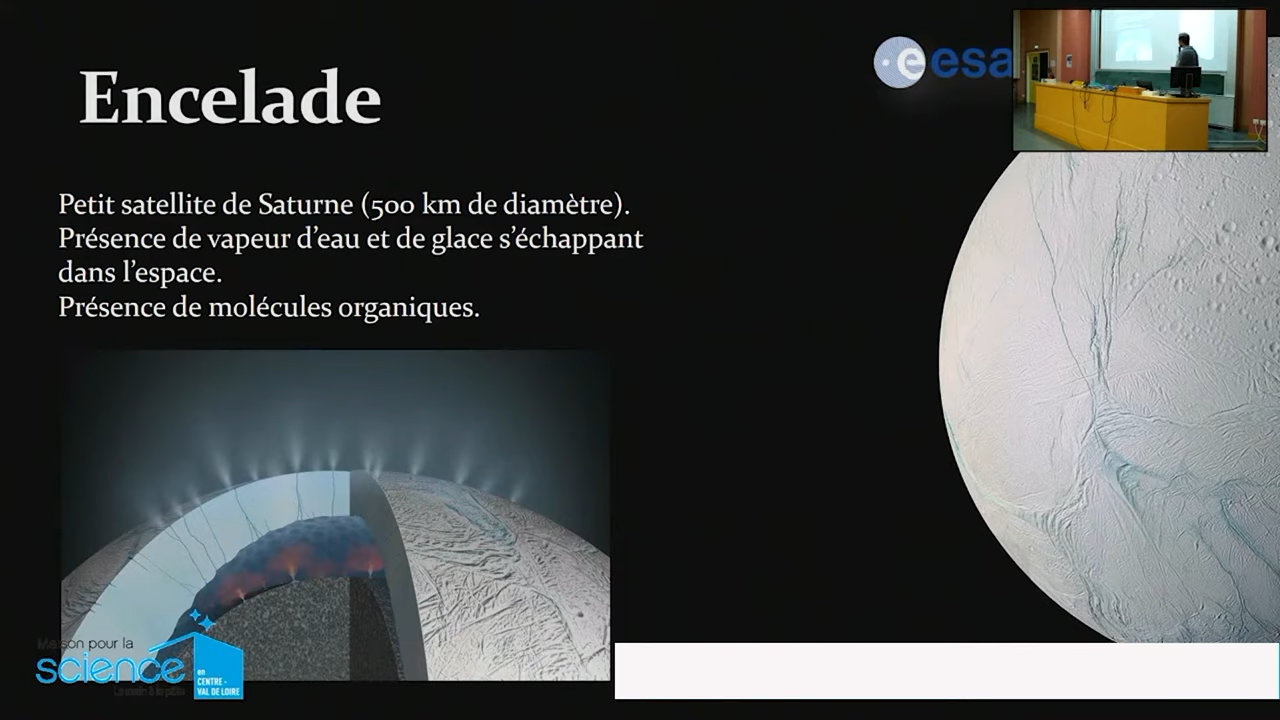 Encelade
esa
Petit satellite de Saturne (500 km de diamètre).
Présence de vapeur d’eau et de glace s’échappant
dans l’espace.
Présence de molécules organiques.
Maison pour la
science
en
CENTRE -
VAL DE LOIRE